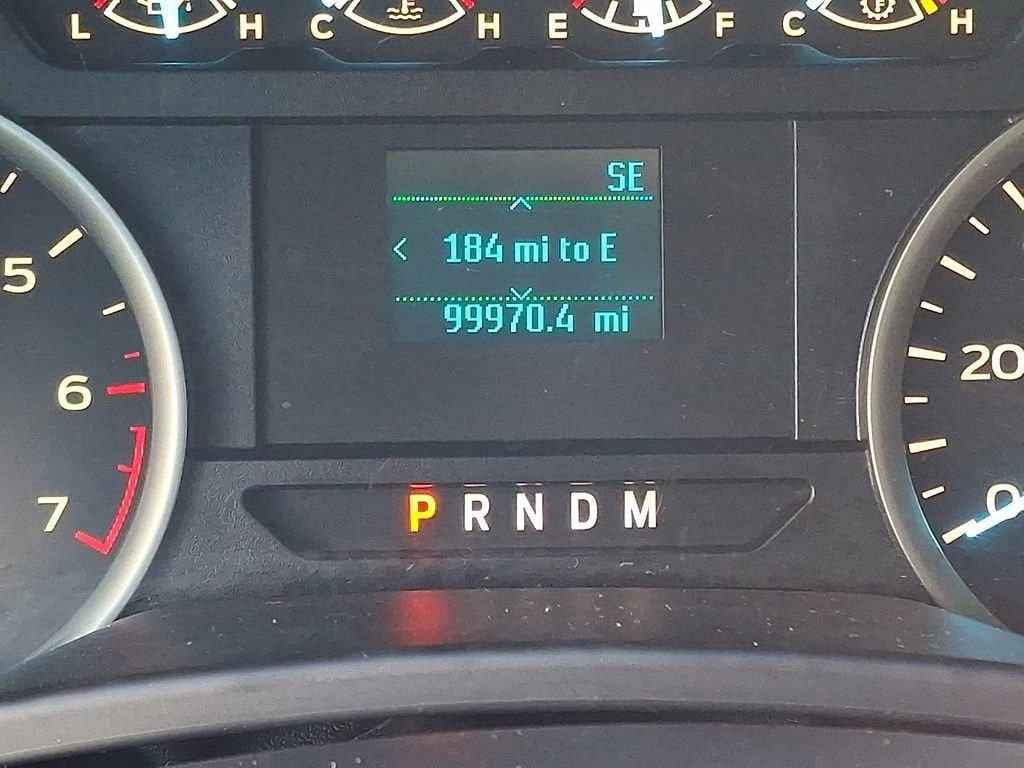 L H C H E F C H
SE
< 184 mi to E
99970.4 mi
5
6
7
20
0
P R N D M